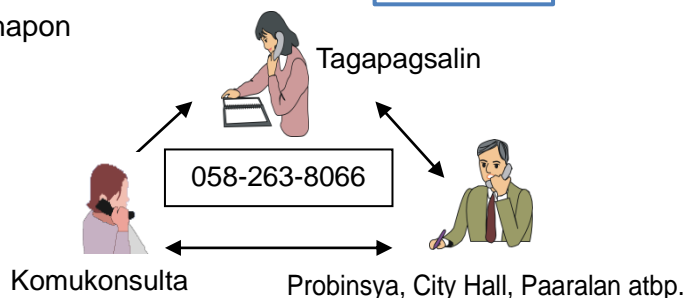 Tagapagsalin
058-263-8066
Komukonsulta
Probinsya, City Hall, Paaralan atbp.